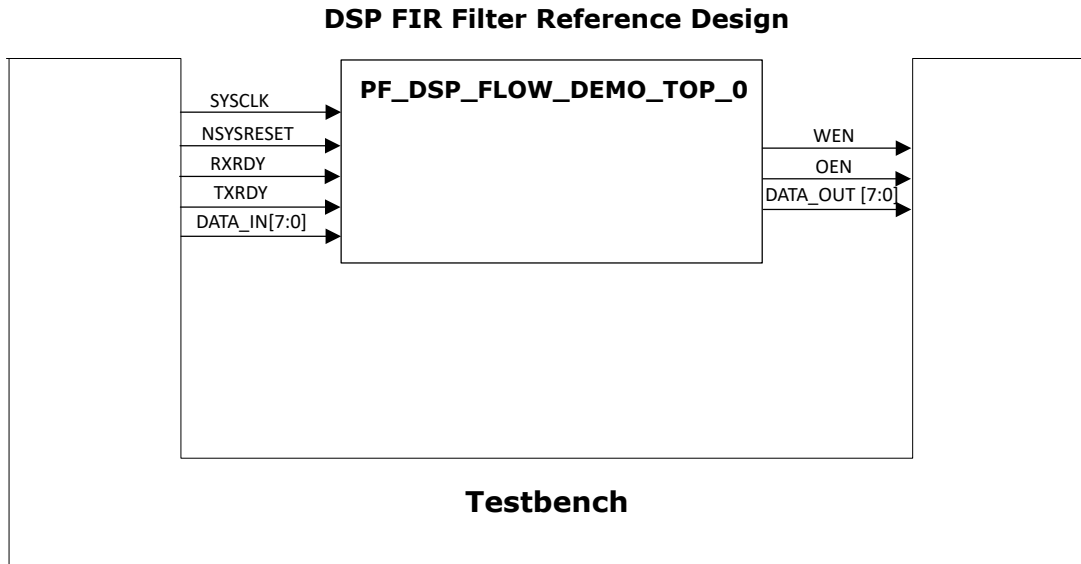 DSP FIR Filter Reference Design
PF_DSP_FLOW_DEMO_TOP_0
SYSCLK
NSYSRESET
RXRDY
TXRDY
DATA_IN[7:0]
WEN
OEN
DATA_OUT [7:0]
Testbench